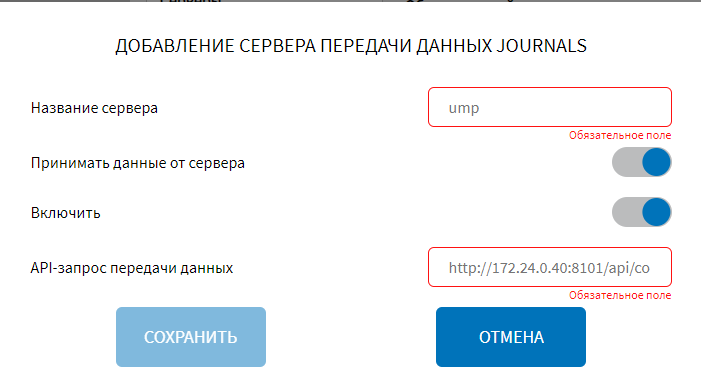 ДОБАВЛЕНИЕ СЕРВЕРА ПЕРЕДАЧИ ДАННЫХ JOURNALS
Название сервера
ump
Обязательное поле
Принимать данные от сервера
Включить
API-запрос передачи данных
http://172.24.0.40:8101/api/co
Обязательное поле
СОХРАНИТЬ
ОТМЕНА